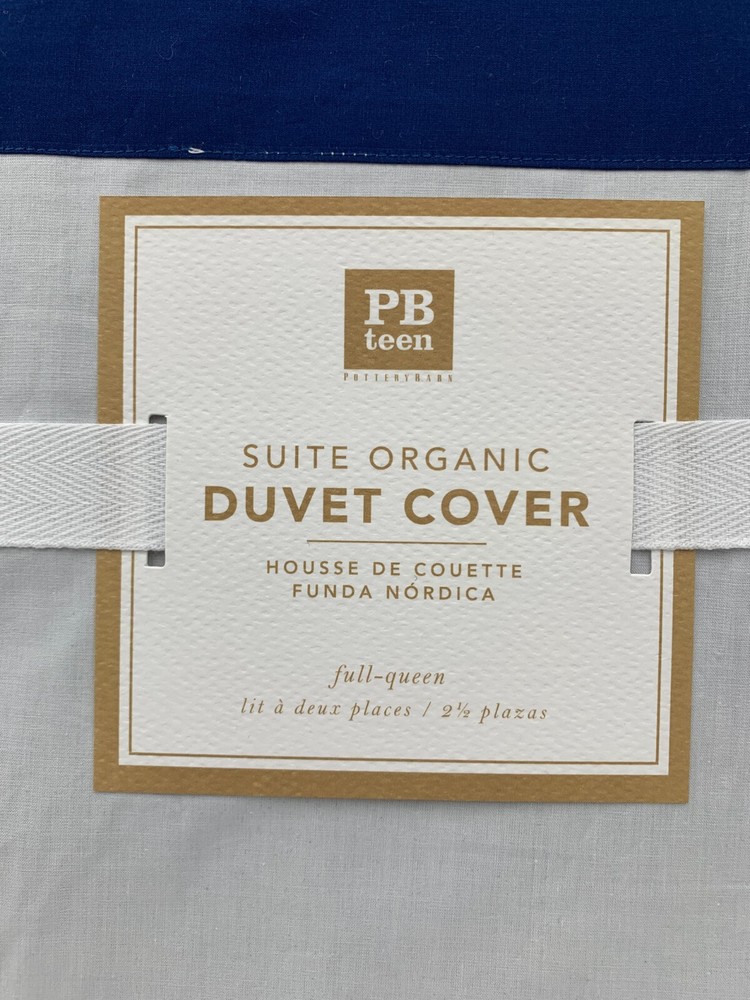 PB
teen
POTTERYBARN
SUITE ORGANIC
DUVET COVER
HOUSSE DE COUETTE
FUNDA NÓRDICA
full-queen
lit à deux places / 2½ plazas